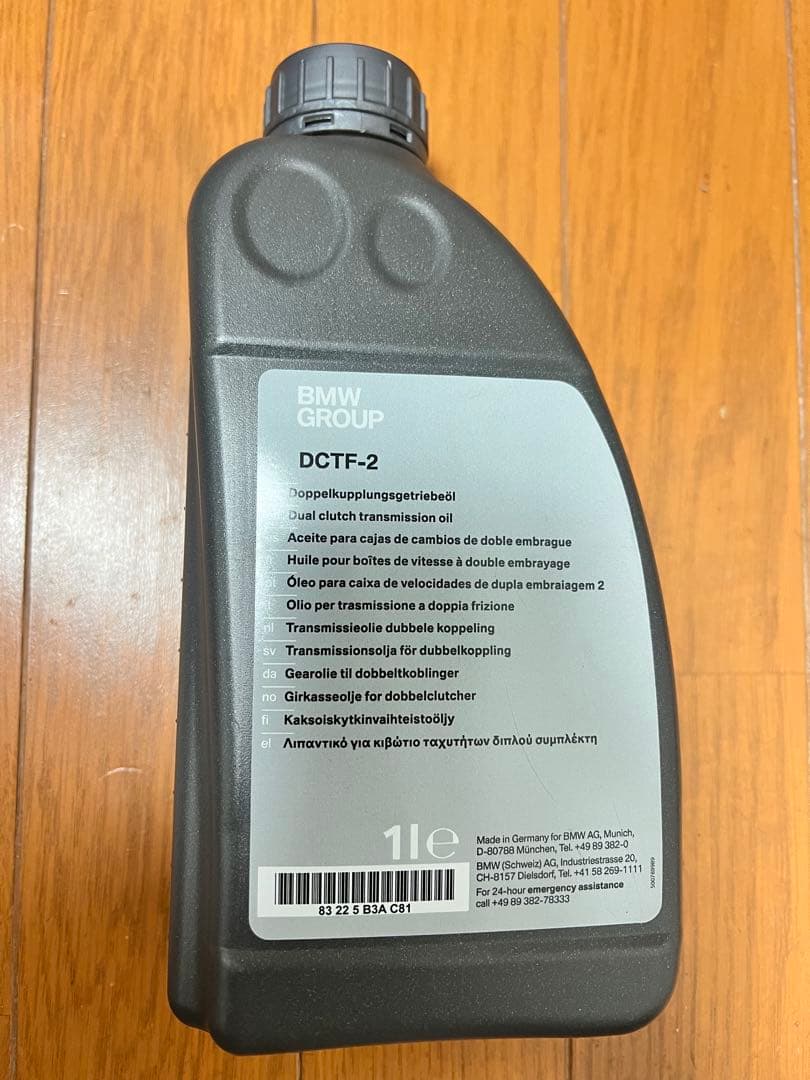 BMW
GROUP
DCTF-2
Doppelkupplungsgetriebeöl
Dual clutch transmission oil
Aceite para cajas de cambios de doble embrague
Huile pour boîtes de vitesse à double embrayage
Óleo para caixa de velocidades de dupla embraiagem 2
Olio per trasmissione a doppia frizione
nl Transmissieolie dubbele koppeling
sv Transmissionsolja för dubbelkoppling
da Gearolie til dobbeltkoblinger
no Girkasseolje for dobbelclutcher
fi Kaksoiskytkinvaihteistoöljy
el Λιπαντικό για κιβώτιο ταχυτήτων διπλού συμπλέκτη
1l e
83 22 5 B3A C81
Made in Germany for BMW AG, Munich,
D-80788 München, Tel. +49 89 382-0
BMW (Schweiz) AG, Industriestrasse 20,
CH-8157 Dielsdorf, Tel. +41 58 269-1111
For 24-hour emergency assistance
call +49 89 382-78333